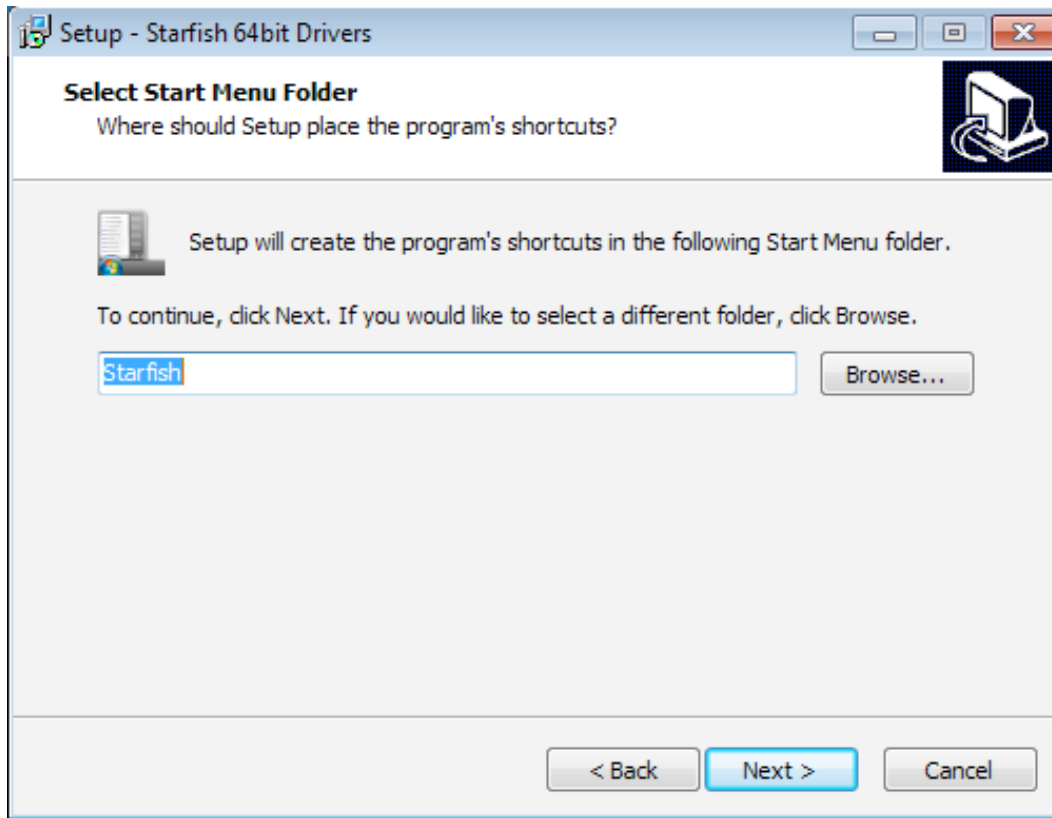 Setup - Starfish 64bit Drivers
Select Start Menu Folder
Where should Setup place the program's shortcuts?
Setup will create the program's shortcuts in the following Start Menu folder.
To continue, click Next. If you would like to select a different folder, click Browse.
Starfish
Browse...
< Back
Next >
Cancel